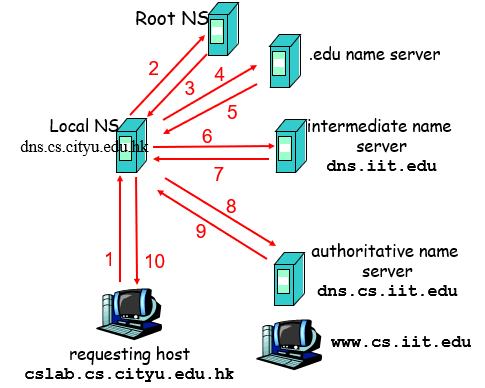 Root NS
.edu name server
2
3
4
5
Local NS
dns.cs.cityu.edu.hk
6
7
intermediate name
server
dns.iit.edu
8
9
authoritative name
server
dns.cs.iit.edu
1
10
www.cs.iit.edu
requesting host
cslab.cs.cityu.edu.hk